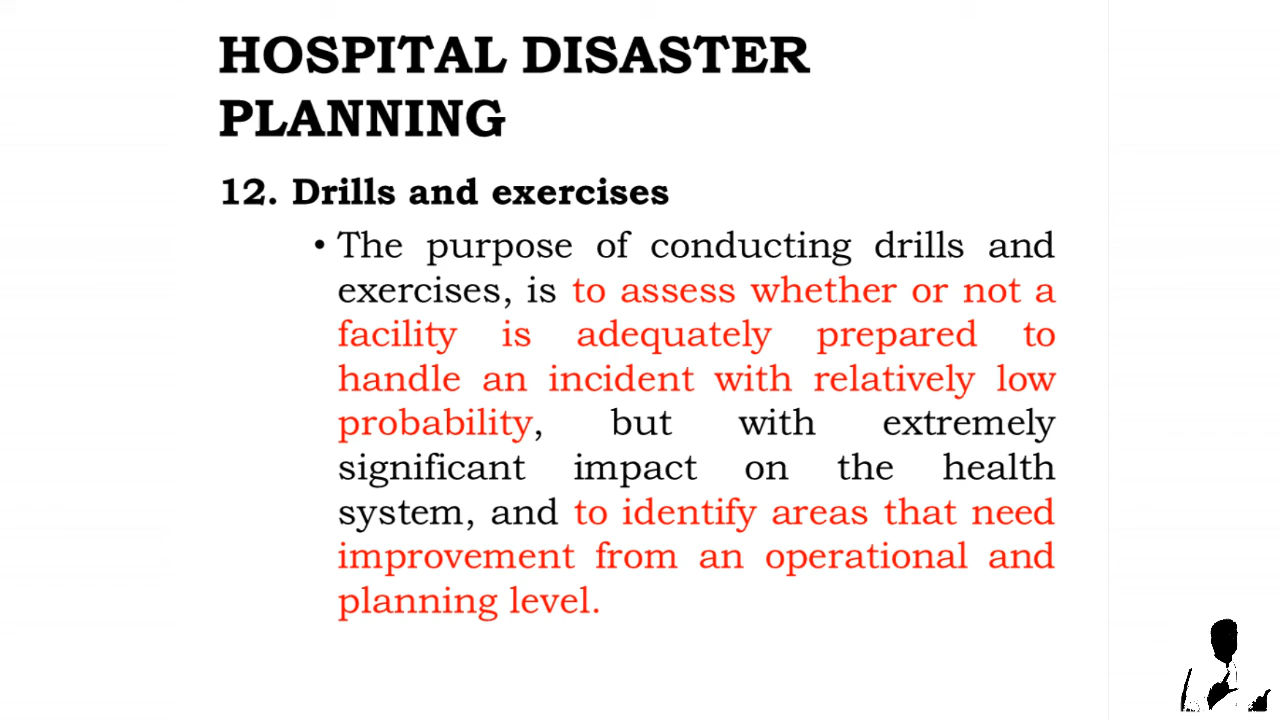 HOSPITAL DISASTER
PLANNING
12. Drills and exercises
• The purpose of conducting drills and
exercises, is to assess whether or not a
facility is adequately prepared to
handle an incident with relatively low
probability, but with extremely
significant impact on the health
system, and to identify areas that need
improvement from an operational and
planning level.